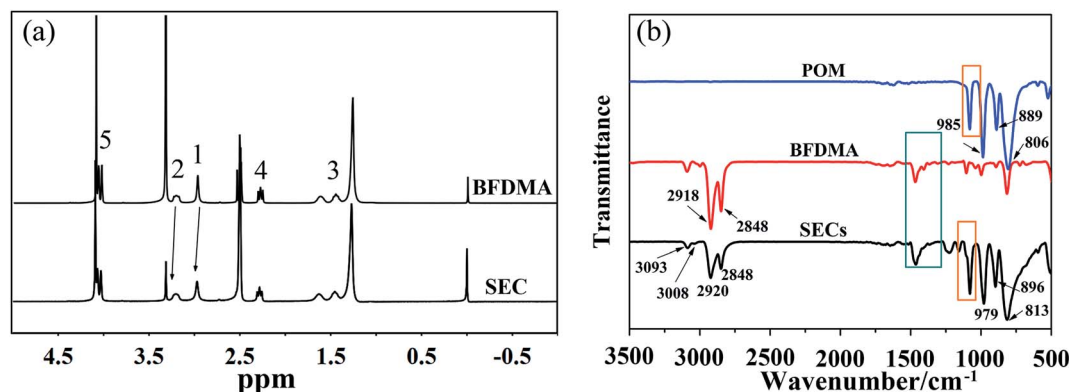 (a)
5
2
1
3
4
BFDMA
SEC
4.5 3.5 2.5 1.5 0.5 -0.5
ppm
(b)
POM
985
889
806
BFDMA
2918
2848
SECs
3093
3008
2920
2848
979
896
813
Transmittance
3500 3000 2500 2000 1500 1000 500
Wavenumber/cm⁻¹